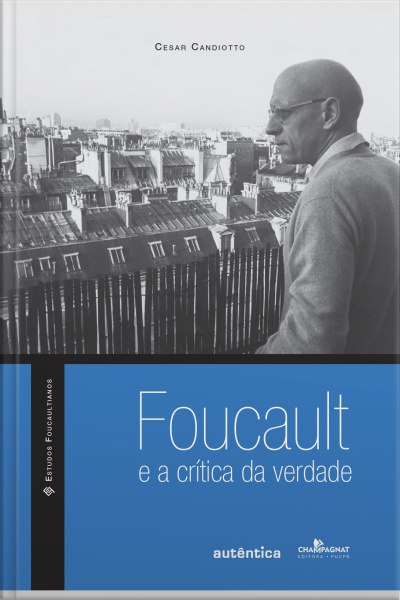 CESAR CANDIOTTO
ESTUDOS FOUCAULTIANOS
Foucault
e a crítica da verdade
autêntica
CHAMPAGNAT
EDITORA • PUCPR